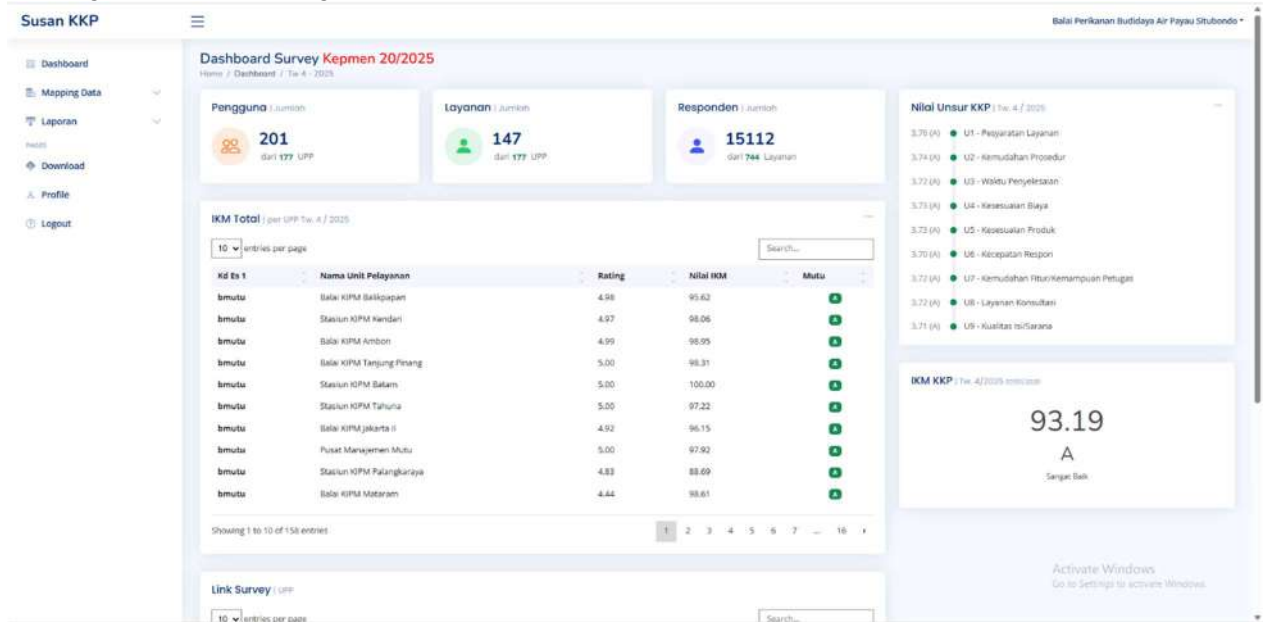 Susan KKP
Balai Perikanan Budidaya Air Payau Situbondo
Dashboard
Mapping Data
Laporan
PAGES
Download
Profile
Logout
Dashboard Survey Kepmen 20/2025
Home / Dashboard / Tw 4 - 2025
Pengguna | Jumlah
201
dari 177 UPP
Layanan | Jumlah
147
dari 177 UPP
Responden | Jumlah
15112
dari 744 Layanan
IKM Total | per UPP Tw. 4 / 2025
10 entries per page
Search...
Kd Es 1 Nama Unit Pelayanan Rating Nilai IKM Mutu
bmutu Balai KIPM Balikpapan 4.98 95.62 A
bmutu Stasiun KIPM Kendari 4.97 98.06 A
bmutu Balai KIPM Ambon 4.99 98.95 A
bmutu Balai KIPM Tanjung Pinang 5.00 98.31 A
bmutu Stasiun KIPM Batam 5.00 100.00 A
bmutu Stasiun KIPM Tahuna 5.00 97.22 A
bmutu Balai KIPM Jakarta II 4.92 96.15 A
bmutu Pusat Manajemen Mutu 5.00 97.92 A
bmutu Stasiun KIPM Palangkaraya 4.83 88.69 A
bmutu Balai KIPM Mataram 4.44 98.61 A
Showing 1 to 10 of 158 entries
1 2 3 4 5 6 7 ... 16
Link Survey | UPP
10 entries per page
Search...
Nilai Unsur KKP | Tw. 4 / 2025
3.76 (A) U1 - Pesyaratan Layanan
3.74 (A) U2 - Kemudahan Prosedur
3.72 (A) U3 - Waktu Penyelesaian
3.73 (A) U4 - Kesesuaian Biaya
3.73 (A) U5 - Kesesuaian Produk
3.70 (A) U6 - Kecepatan Respon
3.72 (A) U7 - Kemudahan Fitur/Kemampuan Petugas
3.72 (A) U8 - Layanan Konsultasi
3.71 (A) U9 - Kualitas Isi/Sarana
IKM KKP | Tw. 4/2025
93.19
A
Sangat Baik
Activate Windows
Go to Settings to activate Windows.